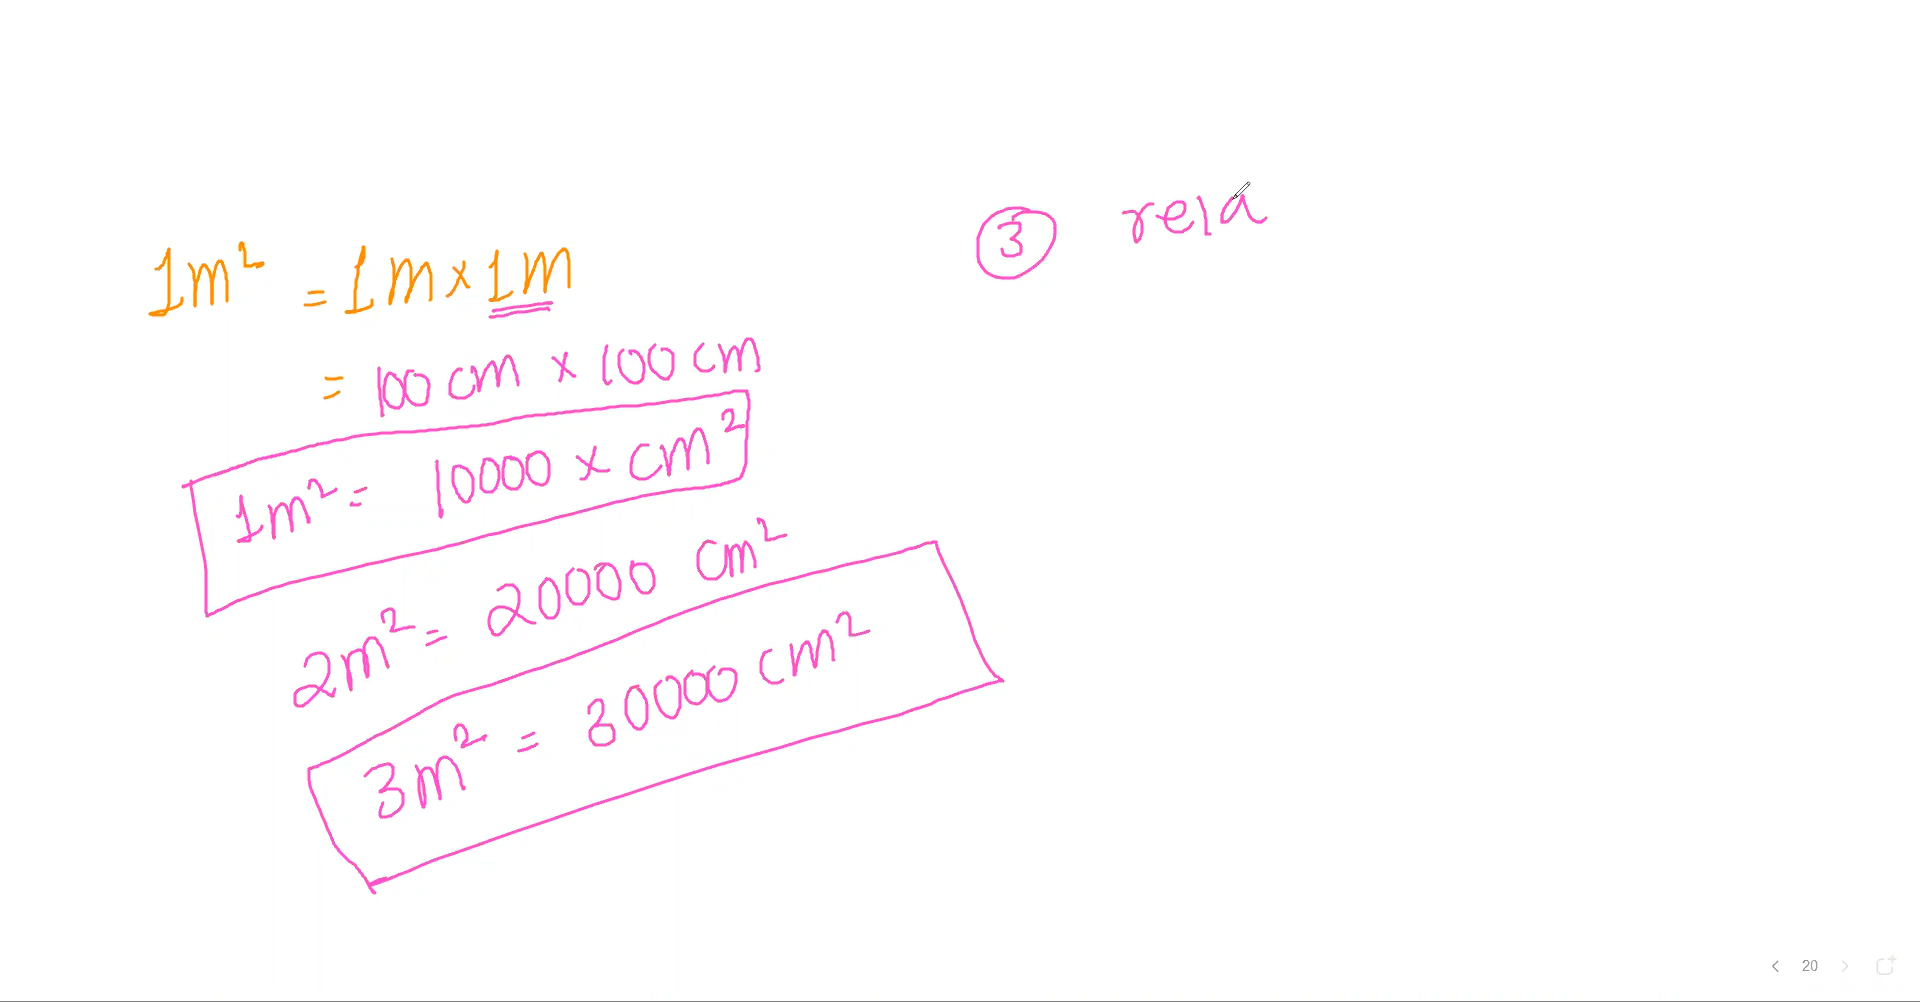 1m² = 1m × 1m
= 100 cm × 100 cm
1m² = 10000 × cm²
2m² = 20000 cm²
3m² = 30000 cm²
3 rela
20